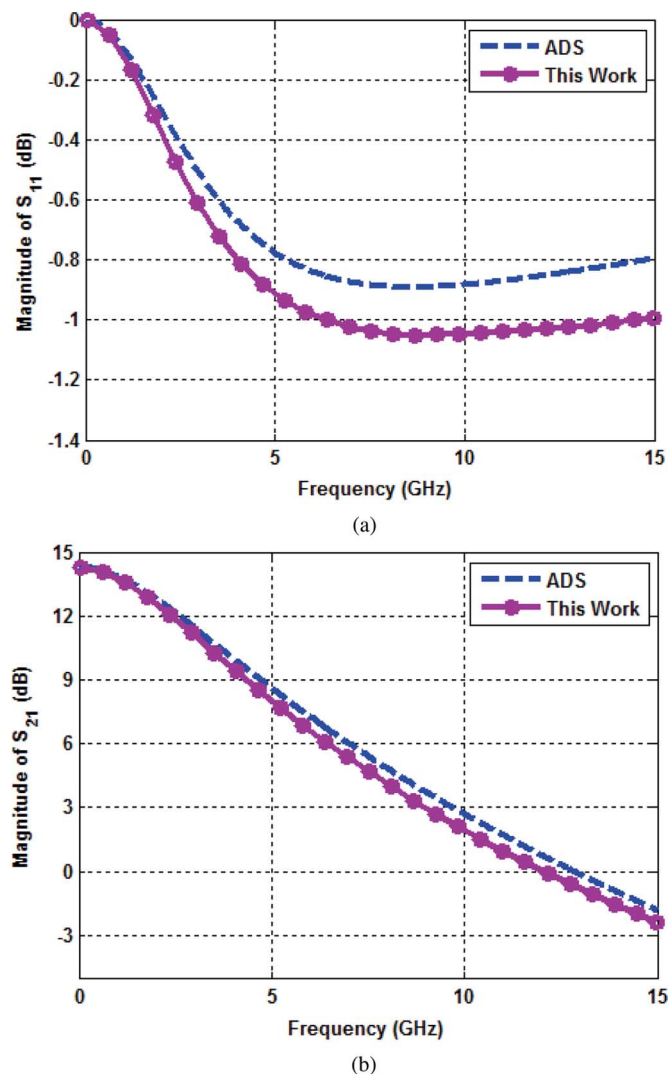 0
-0.2
-0.4
-0.6
-0.8
-1
-1.2
-1.4
Magnitude of S11 (dB)
ADS
This Work
0 5 10 15
Frequency (GHz)
(a)
15
12
9
6
3
0
-3
Magnitude of S21 (dB)
ADS
This Work
0 5 10 15
Frequency (GHz)
(b)